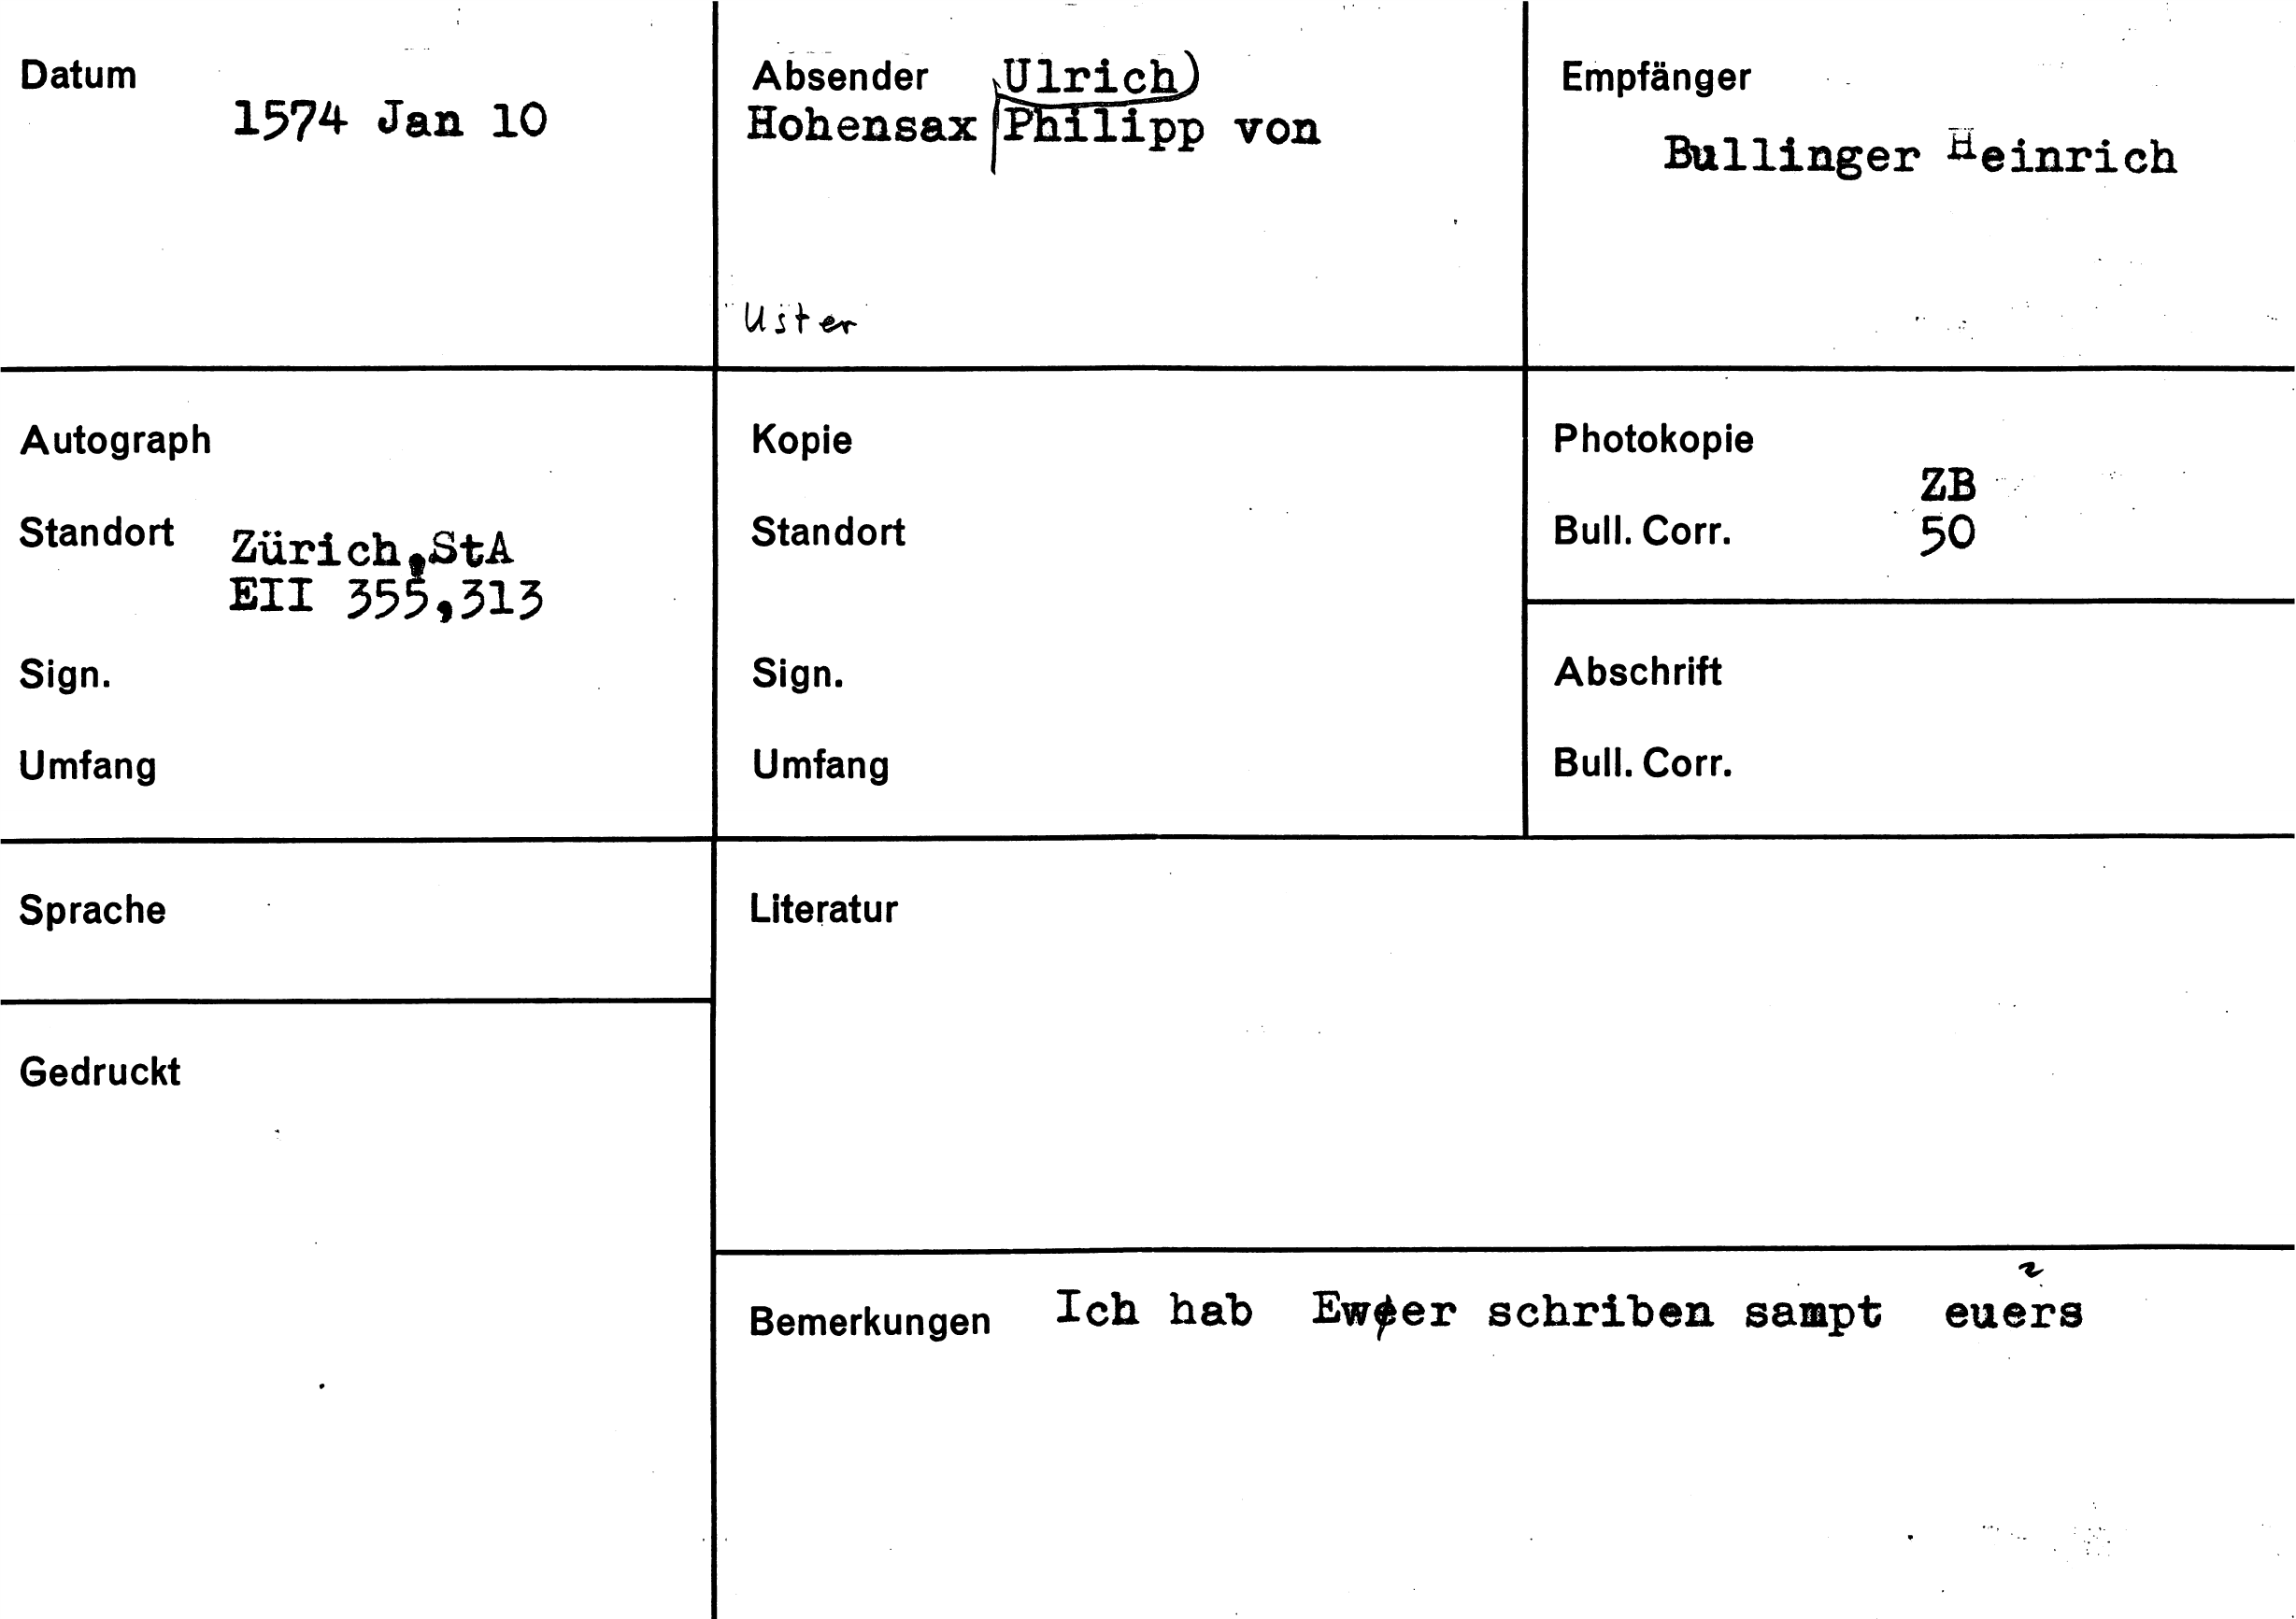 Datum
1574 Jan 10
Absender Ulrich
Hohensax Philipp von
Uster
Empfänger
Bullinger Heinrich
Autograph
Standort Zürich, StA
EII 355,313
Sign.
Umfang
Kopie
Standort
Sign.
Umfang
Photokopie
ZB
Bull. Corr. 50
Abschrift
Bull. Corr.
Sprache
Literatur
Gedruckt
Bemerkungen Ich hab Ewer schriben sampt euers